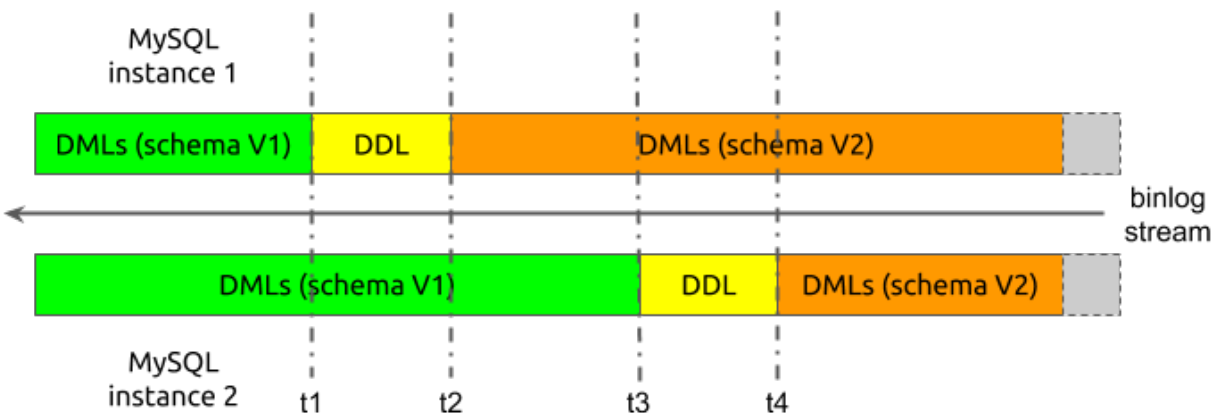 MySQL
instance 1
DMLs (schema V1)
DDL
DMLs (schema V2)
binlog
stream
DMLs (schema V1)
DDL
DMLs (schema V2)
MySQL
instance 2
t1
t2
t3
t4